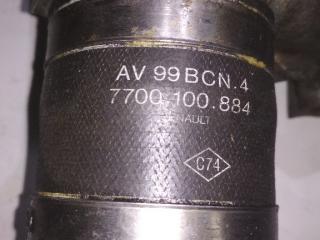 AV 99 BCN.4
7700.100.884
RENAULT
C74